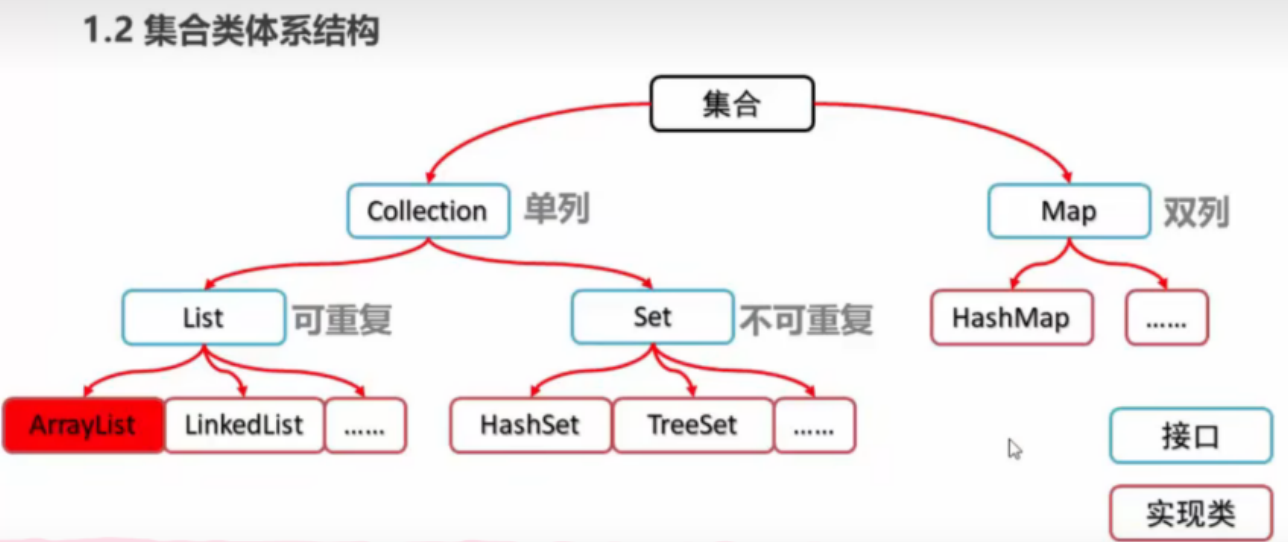 1.2 集合类体系结构
集合
Collection
单列
Map
双列
List
可重复
Set
不可重复
HashMap
......
ArrayList
LinkedList
......
HashSet
TreeSet
......
接口
实现类